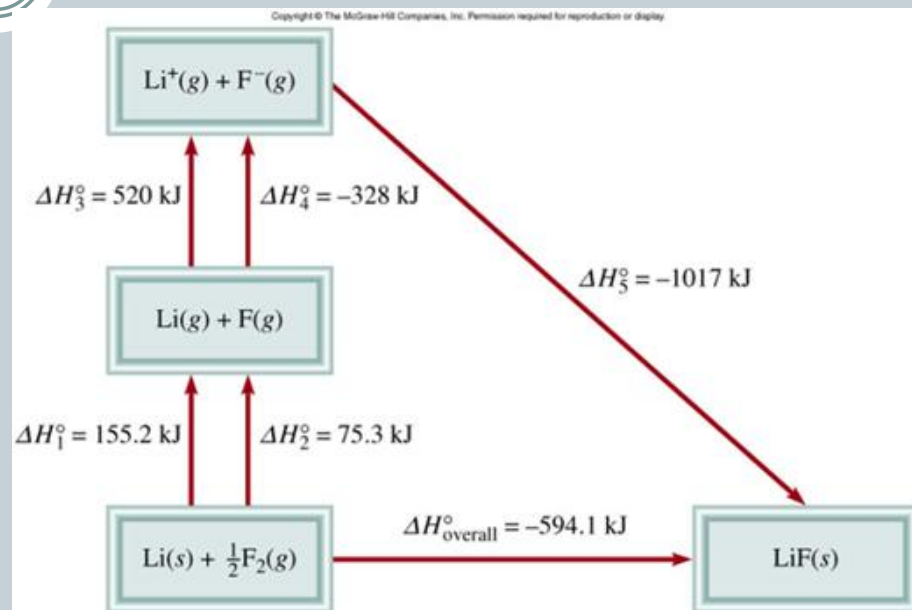 Copyright © The McGraw-Hill Companies, Inc. Permission required for reproduction or display.
Li⁺(g) + F⁻(g)
ΔH°₃ = 520 kJ
ΔH°₄ = –328 kJ
ΔH°₅ = –1017 kJ
Li(g) + F(g)
ΔH°₁ = 155.2 kJ
ΔH°₂ = 75.3 kJ
ΔH°overall = –594.1 kJ
Li(s) + ½F₂(g)
LiF(s)